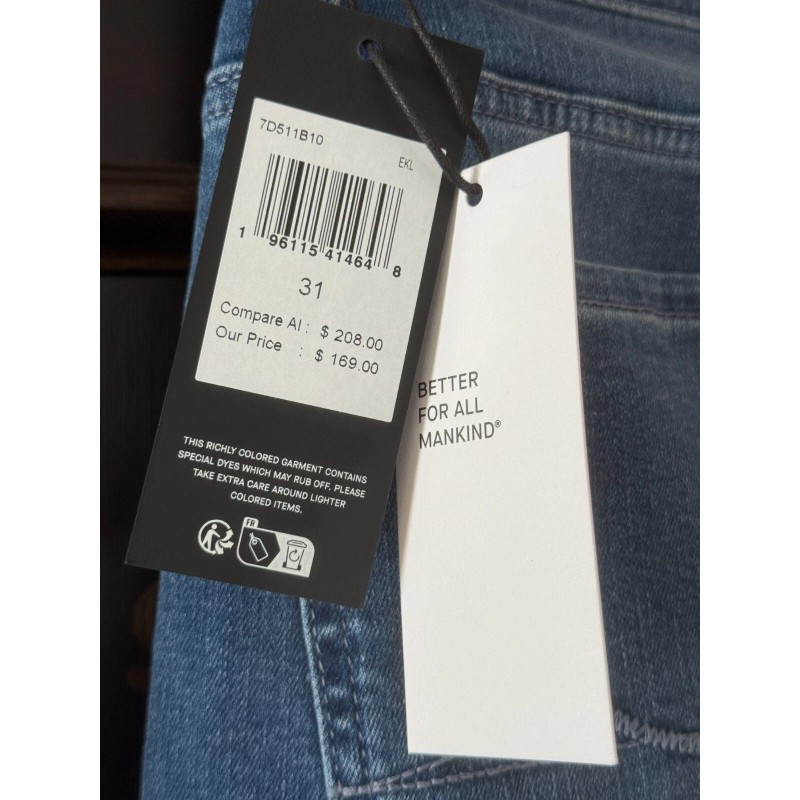 7D511B10
EKL
1 96115 41464 8
31
Compare Al : $ 208.00
Our Price : $ 169.00
THIS RICHLY COLORED GARMENT CONTAINS
SPECIAL DYES WHICH MAY RUB OFF. PLEASE
TAKE EXTRA CARE AROUND LIGHTER
COLORED ITEMS.
FR
BETTER
FOR ALL
MANKIND®